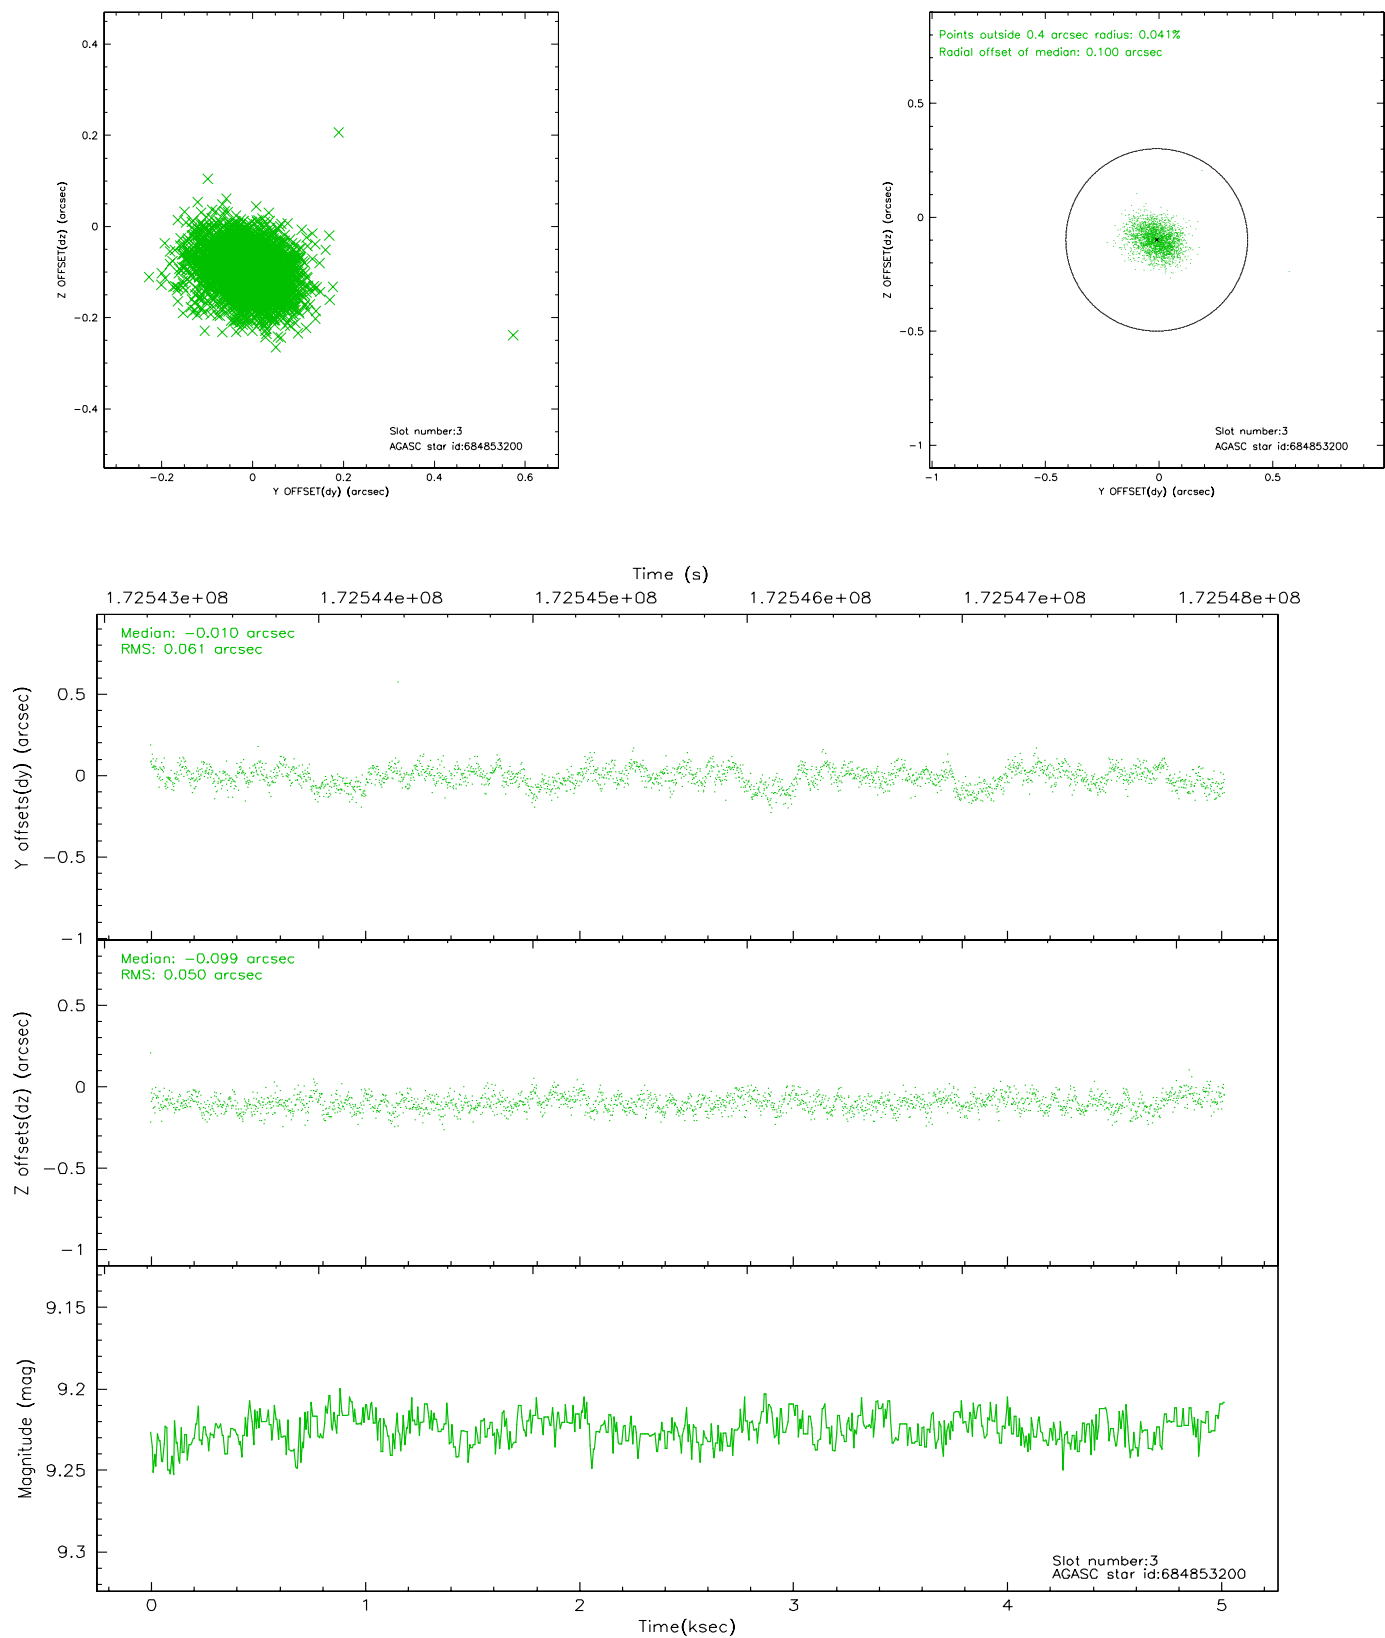 0.4
0.2
0
−0.2
−0.4
Z OFFSET(dz) (arcsec)
Slot number:3
AGASC star id:684853200
−0.2 0 0.2 0.4 0.6
Y OFFSET(dy) (arcsec)
Points outside 0.4 arcsec radius: 0.041%
Radial offset of median: 0.100 arcsec
0.5
0
−0.5
−1
Z OFFSET(dz) (arcsec)
Slot number:3
AGASC star id:684853200
−1 −0.5 0 0.5
Y OFFSET(dy) (arcsec)
Time (s)
1.72543e+08 1.72544e+08 1.72545e+08 1.72546e+08 1.72547e+08 1.72548e+08
Median: −0.010 arcsec
RMS: 0.061 arcsec
0.5
0
−0.5
−1
Y offsets(dy) (arcsec)
Median: −0.099 arcsec
RMS: 0.050 arcsec
0.5
0
−0.5
−1
Z offsets(dz) (arcsec)
9.15
9.2
9.25
9.3
Magnitude (mag)
Slot number:3
AGASC star id:684853200
0 1 2 3 4 5
Time(ksec)